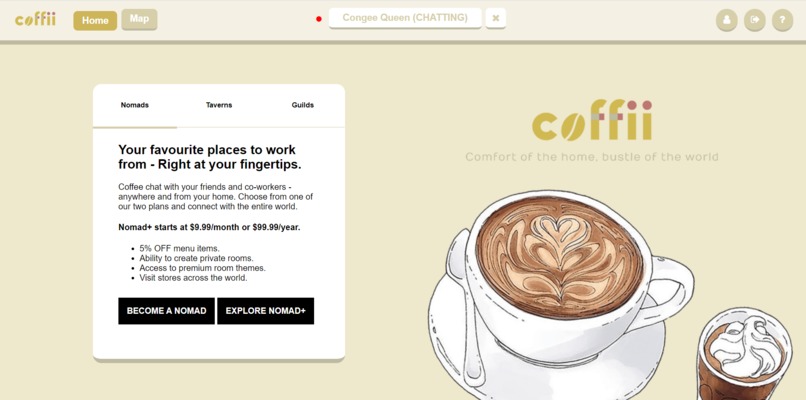 coffii
Home
Map
Congee Queen (CHATTING)
?
Nomads
Taverns
Guilds
Your favourite places to work
from - Right at your fingertips.
Coffee chat with your friends and co-workers -
anywhere and from your home. Choose from one of
our two plans and connect with the entire world.
Nomad+ starts at $9.99/month or $99.99/year.
5% OFF menu items.
Ability to create private rooms.
Access to premium room themes.
Visit stores across the world.
BECOME A NOMAD
EXPLORE NOMAD+
coffii
Comfort of the home, bustle of the world